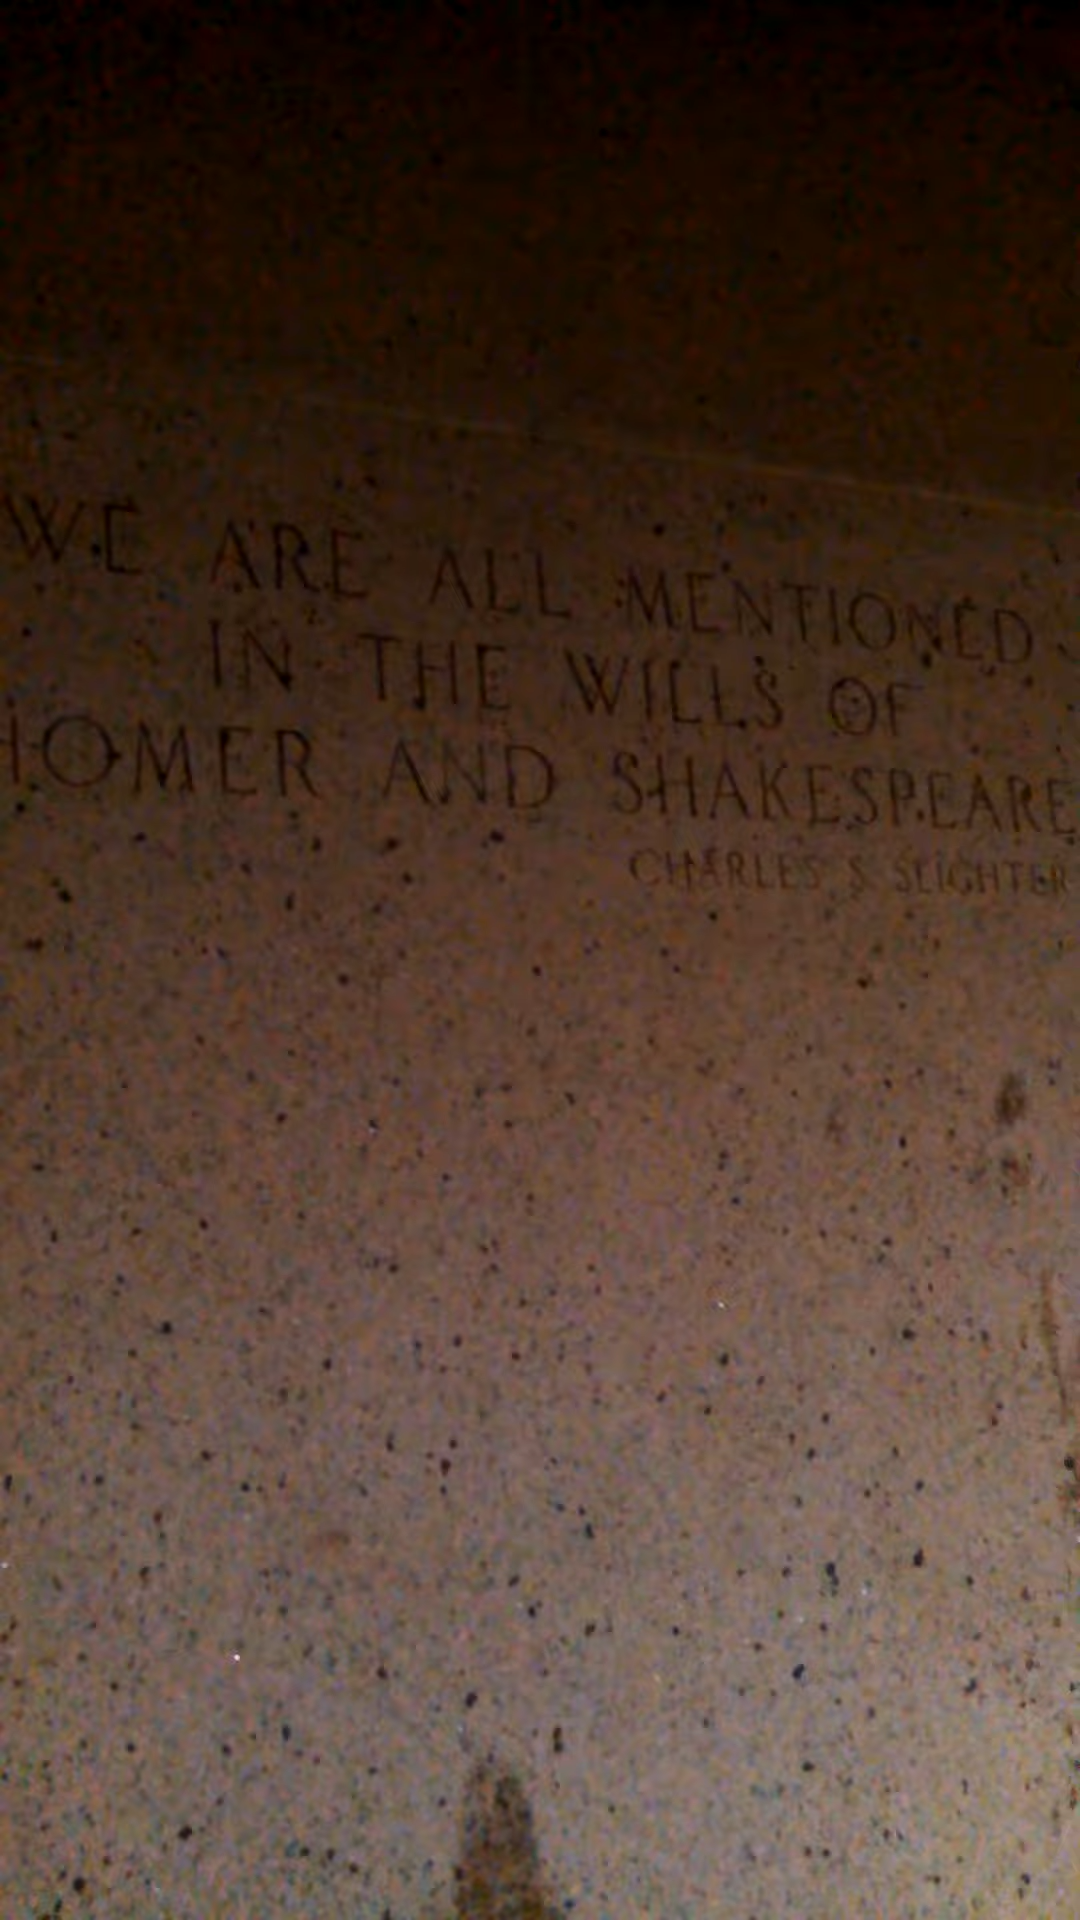 WE ARE ALL MENTIONED
IN THE WILLS OF
HOMER AND SHAKESPEARE
CHARLES S. SLIGHTER